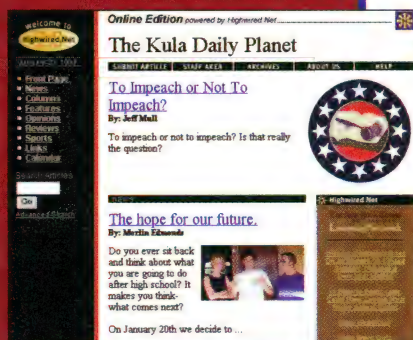 welcome to
Highwired.Net
Front Page
News
Columns
Features
Opinions
Reviews
Sports
Links
Calendar
Search Articles
Go
Advanced Search
Online Edition powered by Highwired Net
The Kula Daily Planet
SUBMIT ARTICLE STAFF AREA ARCHIVES ABOUT US HELP
To Impeach or Not To
Impeach?
By: Jeff Mull
To impeach or not to impeach? Is that really
the question?
NEWS
The hope for our future.
By: Merlin Edmonds
Do you ever sit back
and think about what
you are going to do
after high school? It
makes you think-
what comes next?
On January 20th we decide to ...
Highwired Net